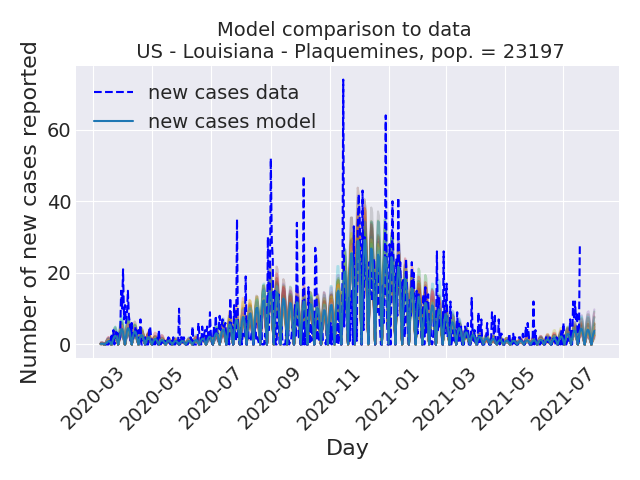 Model comparison to data
US - Louisiana - Plaquemines, pop. = 23197
Number of new cases reported
new cases data
new cases model
60
40
20
0
2020-03
2020-05
2020-07
2020-09
2020-11
2021-01
2021-03
2021-05
2021-07
Day